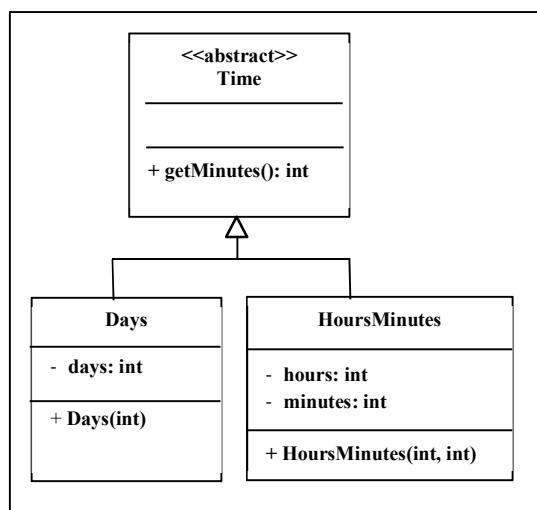 <<abstract>>
Time
+ getMinutes(): int
Days
- days: int
+ Days(int)
HoursMinutes
- hours: int
- minutes: int
+ HoursMinutes(int, int)